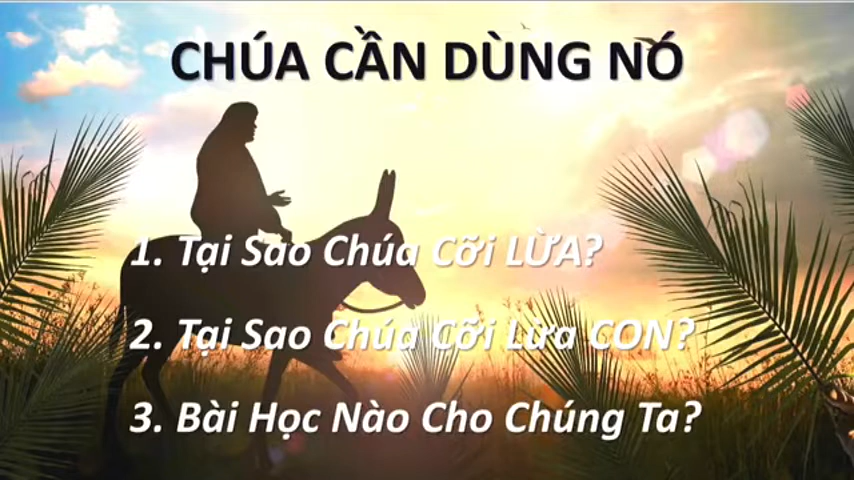 CHÚA CẦN DÙNG NÓ
1. Tại Sao Chúa Cỡi LỪA?
2. Tại Sao Chúa Cỡi Lừa CON?
3. Bài Học Nào Cho Chúng Ta?